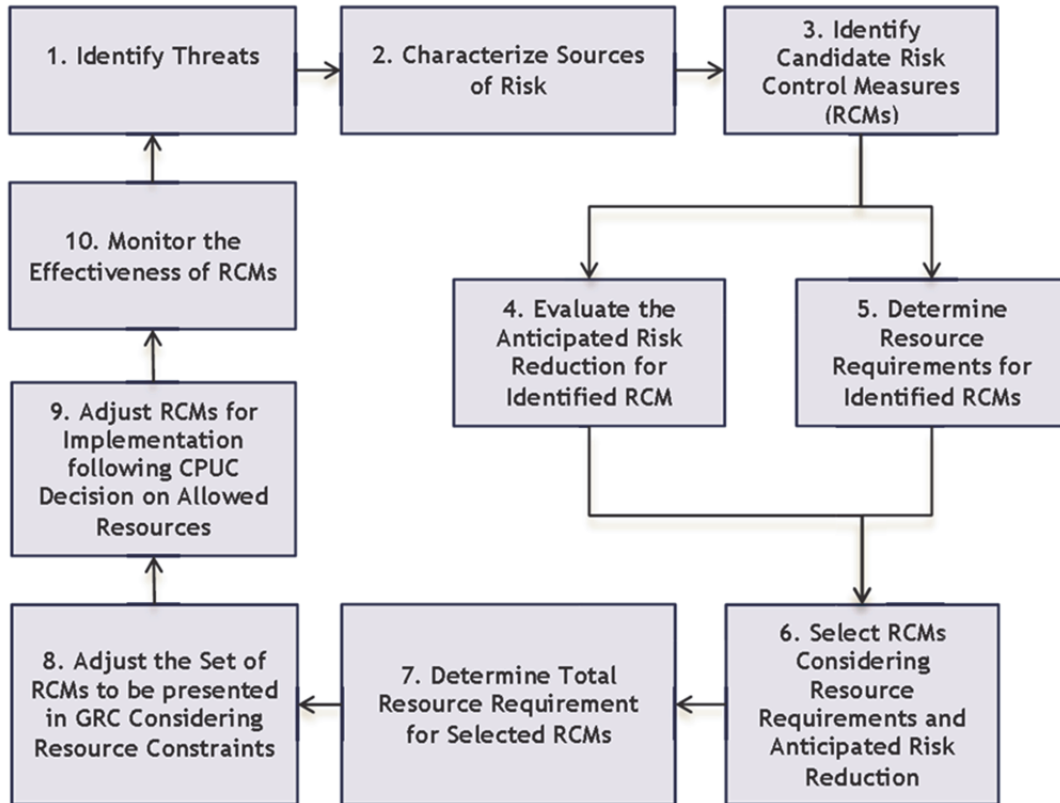 1. Identify Threats
2. Characterize Sources
of Risk
3. Identify
Candidate Risk
Control Measures
(RCMs)
10. Monitor the
Effectiveness of RCMs
4. Evaluate the
Anticipated Risk
Reduction for
Identified RCM
5. Determine
Resource
Requirements for
Identified RCMs
9. Adjust RCMs for
Implementation
following CPUC
Decision on Allowed
Resources
8. Adjust the Set of
RCMs to be presented
in GRC Considering
Resource Constraints
7. Determine Total
Resource Requirement
for Selected RCMs
6. Select RCMs
Considering
Resource
Requirements and
Anticipated Risk
Reduction